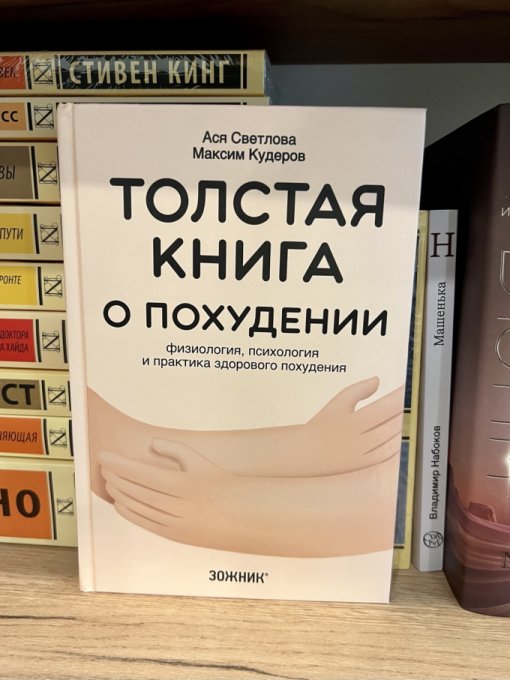 СТИВЕН КИНГ
Ася Светлова
Максим Кудеров
ТОЛСТАЯ
КНИГА
О ПОХУДЕНИИ
физиология, психология
и практика здорового похудения
ЗОЖНИК®
Машенька
Владимир Набоков